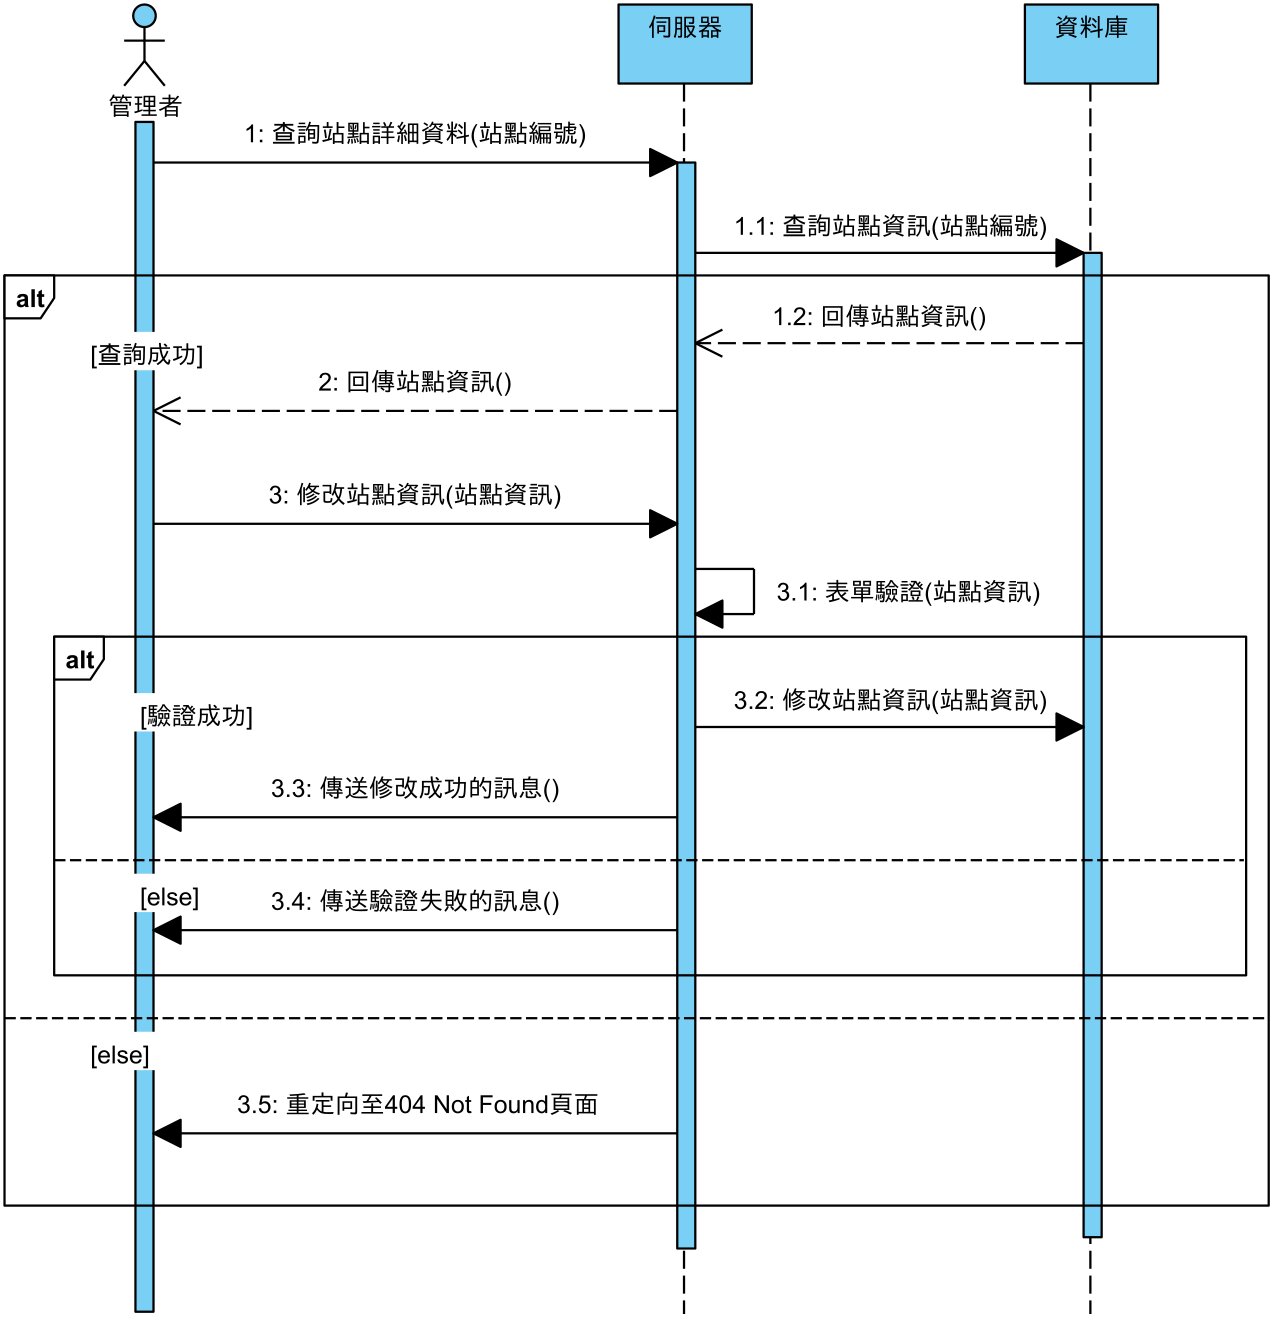 管理者
伺服器
資料庫
1: 查詢站點詳細資料(站點編號)
1.1: 查詢站點資訊(站點編號)
alt
1.2: 回傳站點資訊()
[查詢成功]
2: 回傳站點資訊()
3: 修改站點資訊(站點資訊)
3.1: 表單驗證(站點資訊)
alt
3.2: 修改站點資訊(站點資訊)
[驗證成功]
3.3: 傳送修改成功的訊息()
[else]
3.4: 傳送驗證失敗的訊息()
[else]
3.5: 重定向至404 Not Found頁面